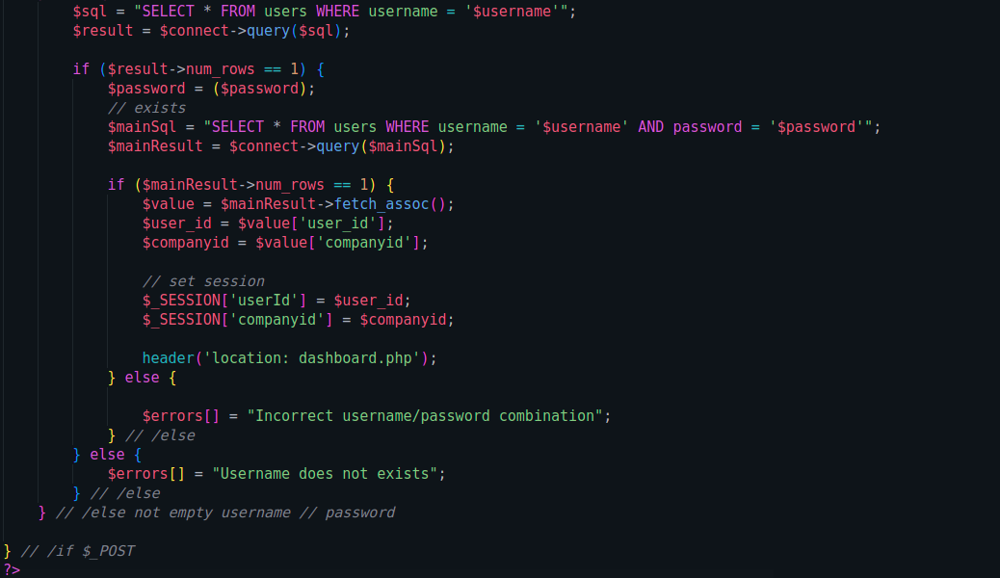 $sql = "SELECT * FROM users WHERE username = '$username'";
$result = $connect->query($sql);
if ($result->num_rows == 1) {
$password = ($password);
// exists
$mainSql = "SELECT * FROM users WHERE username = '$username' AND password = '$password'";
$mainResult = $connect->query($mainSql);
if ($mainResult->num_rows == 1) {
$value = $mainResult->fetch_assoc();
$user_id = $value['user_id'];
$companyid = $value['companyid'];
// set session
$_SESSION['userId'] = $user_id;
$_SESSION['companyid'] = $companyid;
header('location: dashboard.php');
} else {
$errors[] = "Incorrect username/password combination";
} // /else
} else {
$errors[] = "Username does not exists";
} // /else
} // /else not empty username // password
} // /if $_POST
?>